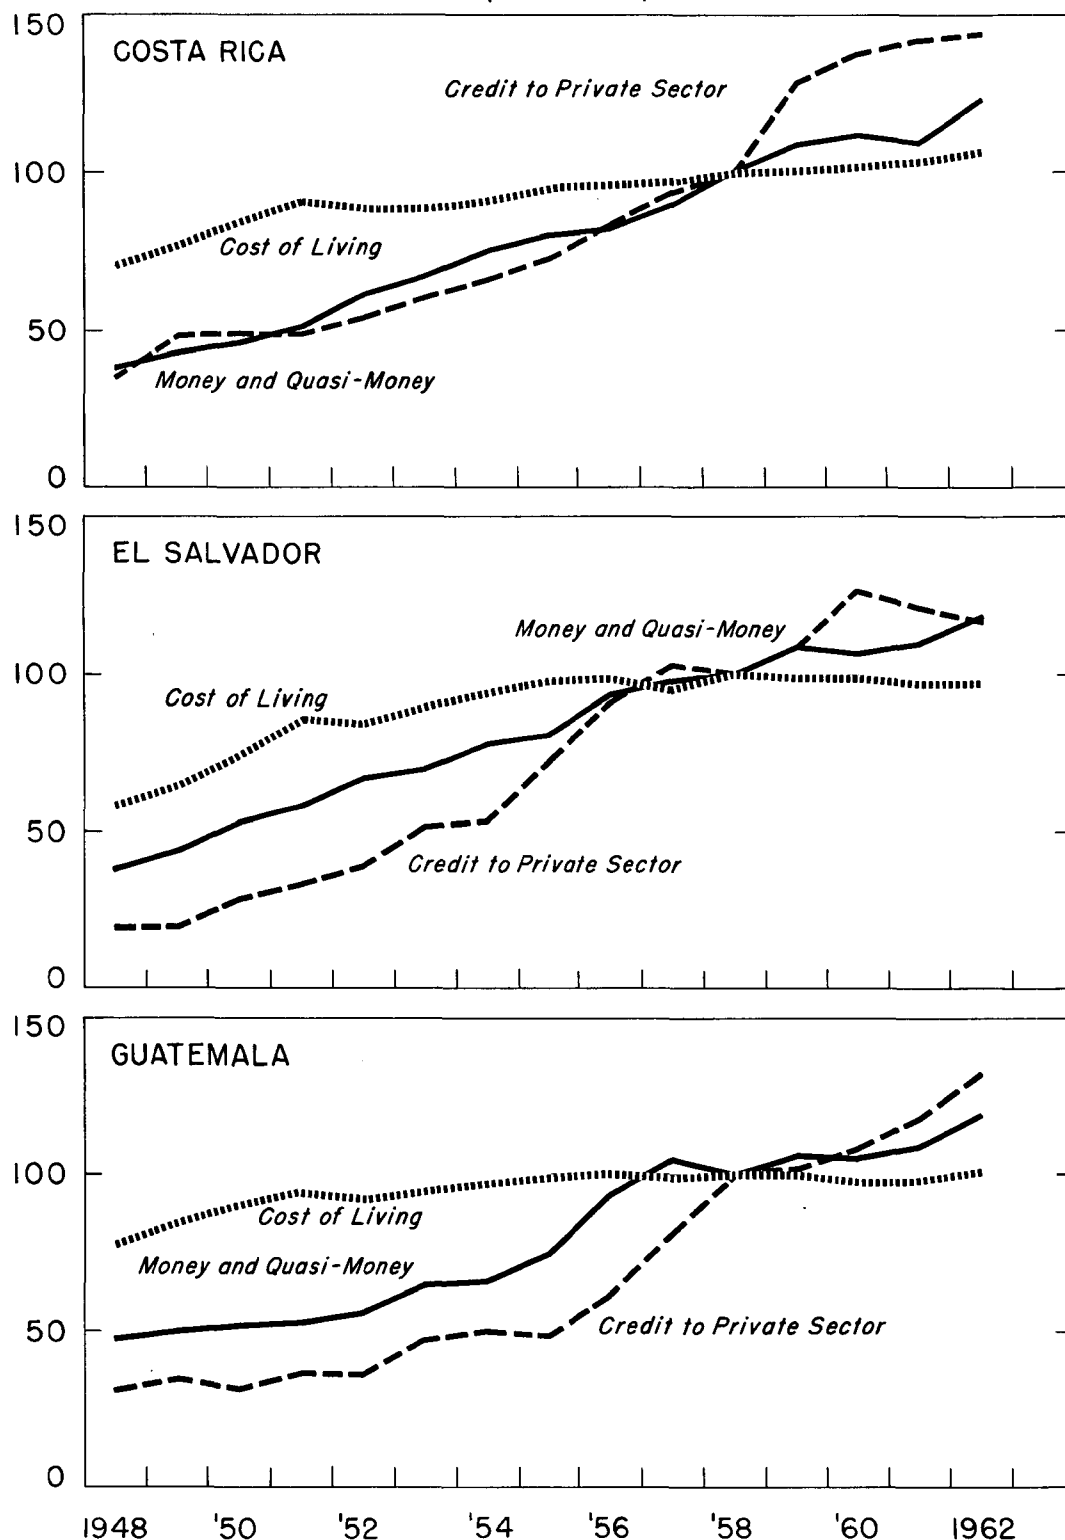 150
COSTA RICA
Credit to Private Sector
100
Cost of Living
50
Money and Quasi-Money
0
150
EL SALVADOR
Money and Quasi-Money
100
Cost of Living
50
Credit to Private Sector
0
150
GUATEMALA
100
Cost of Living
Money and Quasi-Money
50
Credit to Private Sector
0
1948 '50 '52 '54 '56 '58 '60 1962